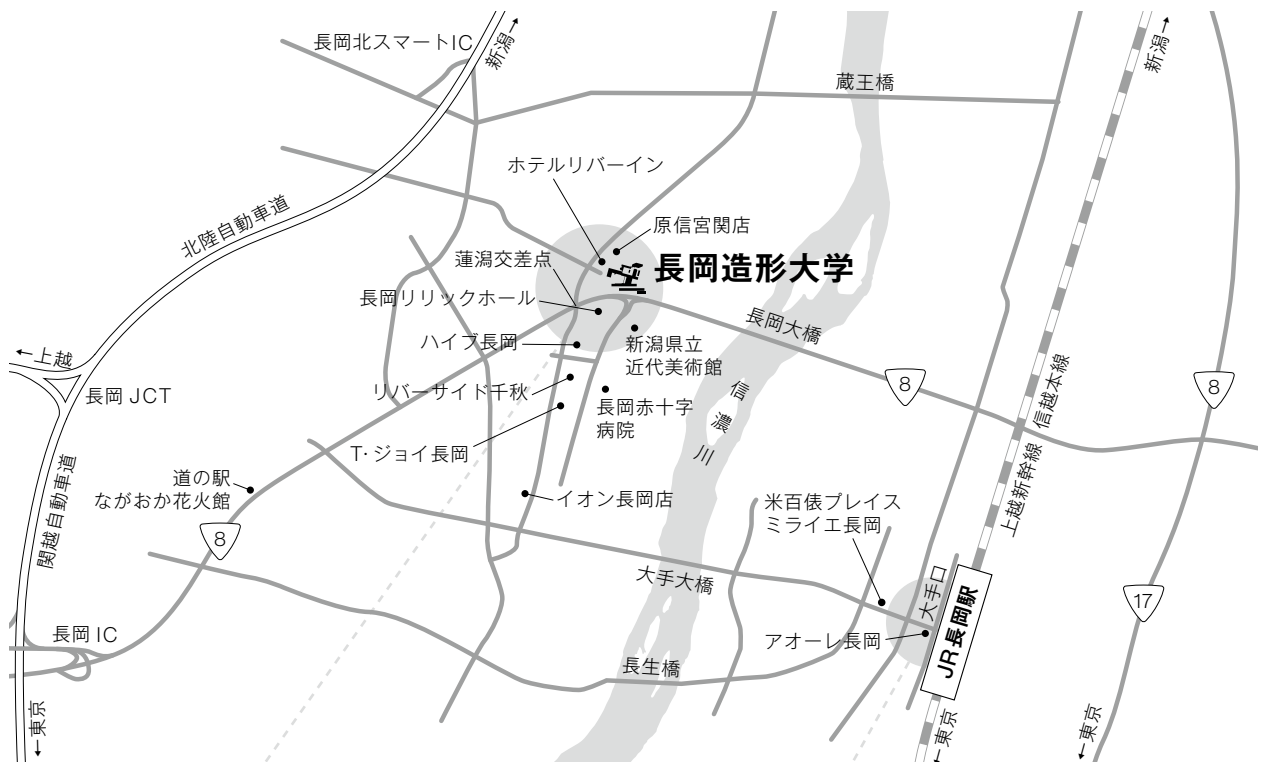 長岡北スマートIC
新潟→
新潟→
蔵王橋
ホテルリバーイン
原信宮関店
北陸自動車道
蓮潟交差点
長岡造形大学
長岡リリックホール
長岡大橋
ハイブ長岡
新潟県立
近代美術館
←上越
長岡 JCT
リバーサイド千秋
長岡赤十字
病院
信濃川
8
信越本線
8
T・ジョイ長岡
道の駅
ながおか花火館
イオン長岡店
米百俵プレイス
ミライエ長岡
上越新幹線
関越自動車道
8
大手大橋
大手口
17
長岡 IC
アオーレ長岡
JR長岡駅
長生橋
←東京
←東京
←東京